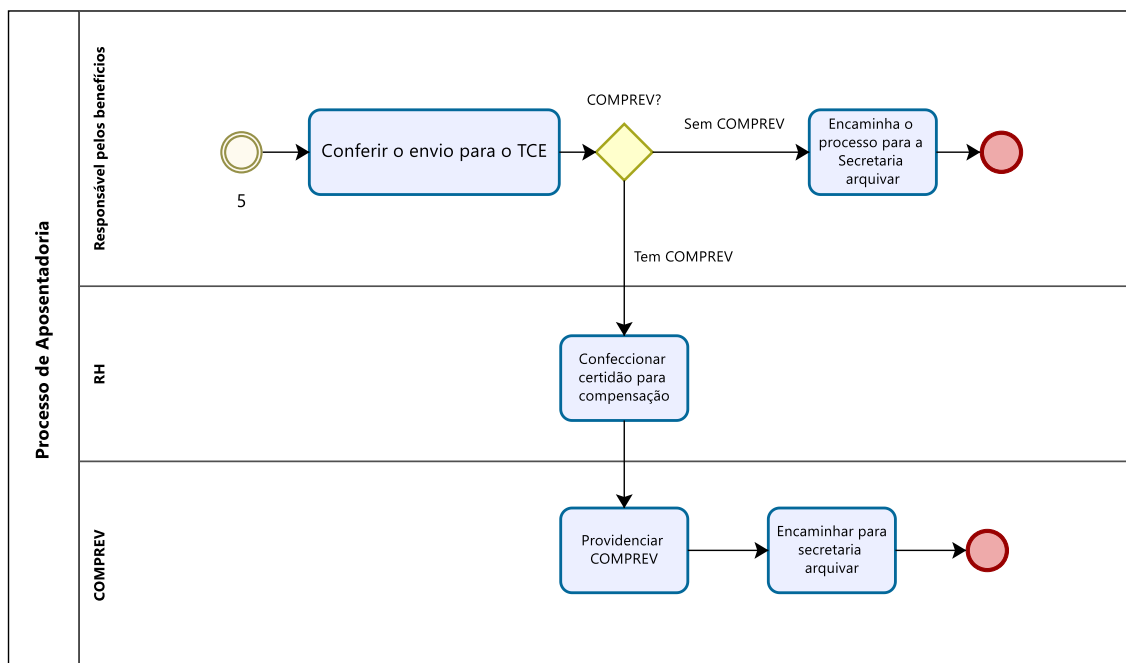 Processo de Aposentadoria
Responsável pelos benefícios
5
Conferir o envio para o TCE
COMPREV?
Sem COMPREV
Encaminha o
processo para a
Secretaria
arquivar
Tem COMPREV
RH
Confeccionar
certidão para
compensação
COMPREV
Providenciar
COMPREV
Encaminhar para
secretaria
arquivar